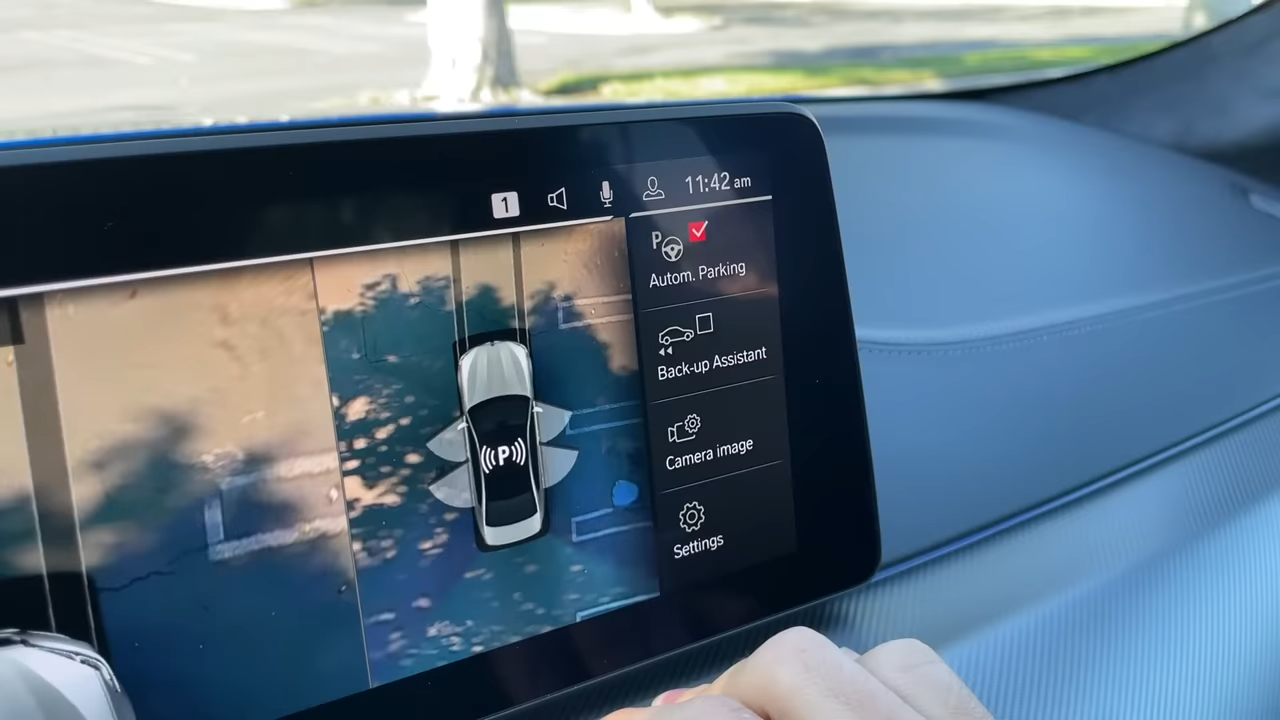 1
11:42 am
P
Autom. Parking
Back-up Assistant
Camera image
Settings
P